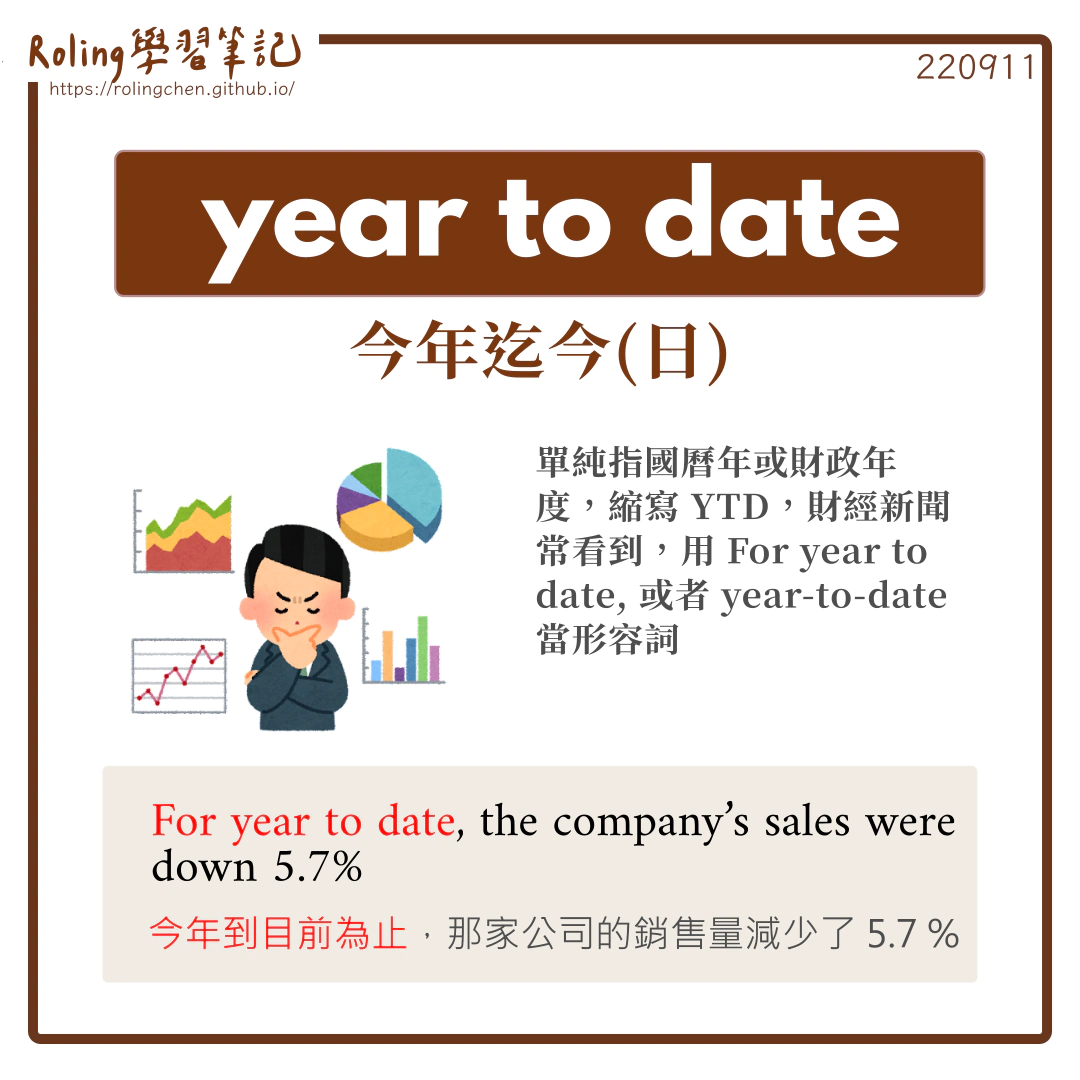 Roling學習筆記
https://rolingchen.github.io/
220911
year to date
今年迄今(日)
單純指國曆年或財政年
度，縮寫 YTD，財經新聞
常看到，用 For year to
date, 或者 year-to-date
當形容詞
For year to date, the company’s sales were
down 5.7%
今年到目前為止，那家公司的銷售量減少了 5.7 %